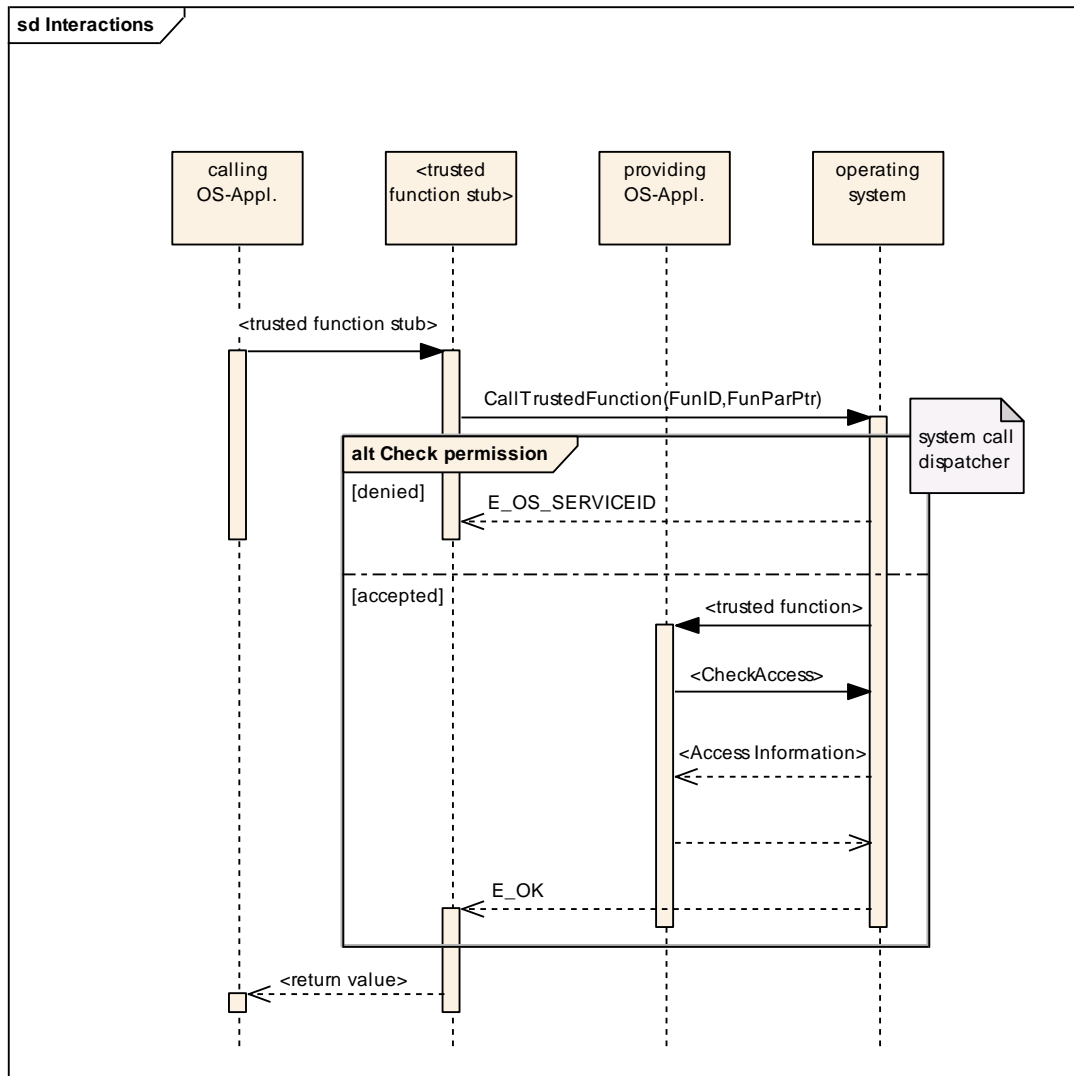 sd Interactions
calling
OS-Appl.
<trusted
function stub>
providing
OS-Appl.
operating
system
<trusted function stub>
CallTrustedFunction(FunID,FunParPtr)
system call
dispatcher
alt Check permission
[denied]
E_OS_SERVICEID
[accepted]
<trusted function>
<CheckAccess>
<Access Information>
E_OK
<return value>